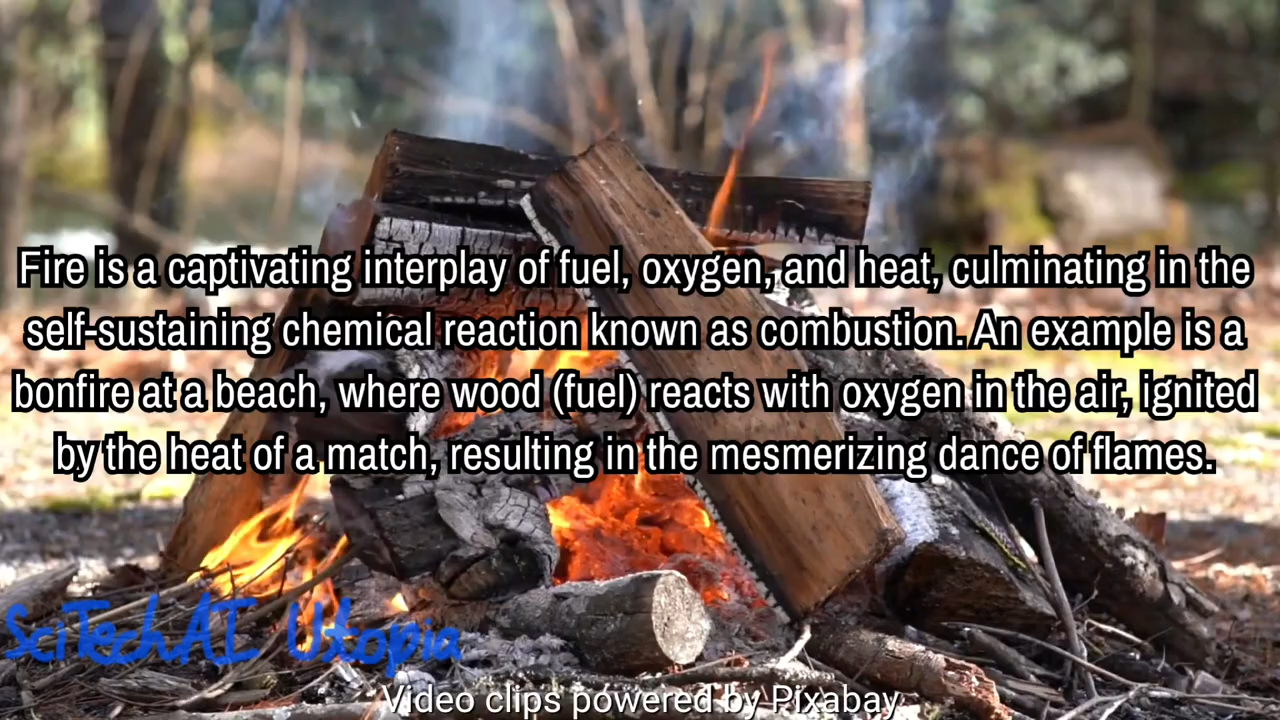 Fire is a captivating interplay of fuel, oxygen, and heat, culminating in the
self-sustaining chemical reaction known as combustion. An example is a
bonfire at a beach, where wood (fuel) reacts with oxygen in the air, ignited
by the heat of a match, resulting in the mesmerizing dance of flames.
SciTechAI Utopia
Video clips powered by Pixabay